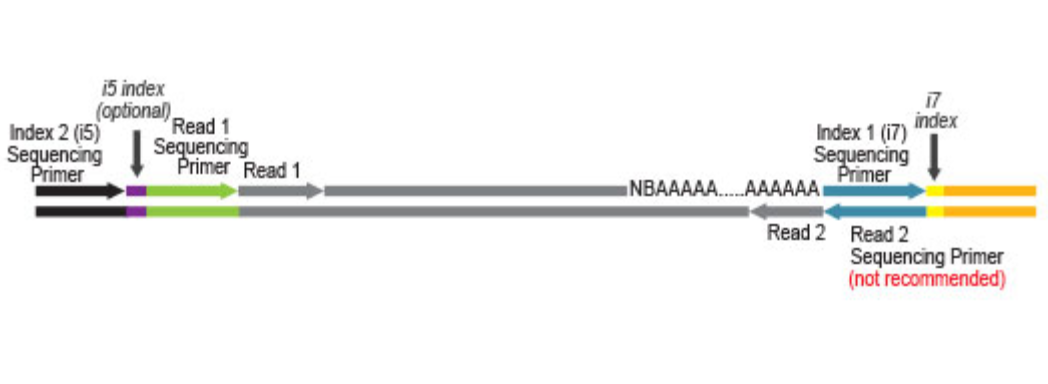 i5 index
(optional)
Index 2 (i5)
Sequencing
Primer
Read 1
Sequencing
Primer
Read 1
NBAAAAA......AAAAAA
Index 1 (i7)
Sequencing
Primer
i7
index
Read 2
Read 2
Sequencing Primer
(not recommended)